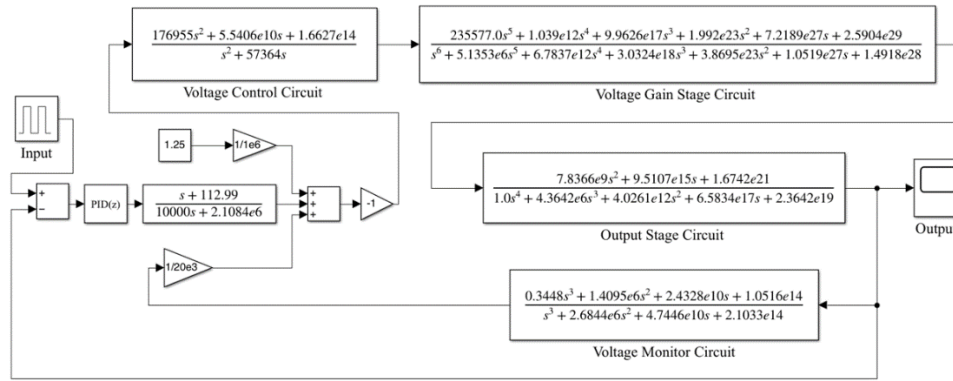 176955s² + 5.5406e10s + 1.6627e14
s² + 57364s
Voltage Control Circuit
235577.0s⁵ + 1.039e12s⁴ + 9.9626e17s³ + 1.992e23s² + 7.2189e27s + 2.5904e29
s⁶ + 5.1353e6s⁵ + 6.7837e12s⁴ + 3.0324e18s³ + 3.8695e23s² + 1.0519e27s + 1.4918e28
Voltage Gain Stage Circuit
Input
1.25
1/1e6
+
−
PID(z)
s + 112.99
10000s + 2.1084e6
+
+
+
-1
7.8366e9s² + 9.5107e15s + 1.6742e21
1.0s⁴ + 4.3642e6s³ + 4.0261e12s² + 6.5834e17s + 2.3642e19
Output Stage Circuit
Output
1/20e3
0.3448s³ + 1.4095e6s² + 2.4328e10s + 1.0516e14
s³ + 2.6844e6s² + 4.7446e10s + 2.1033e14
Voltage Monitor Circuit